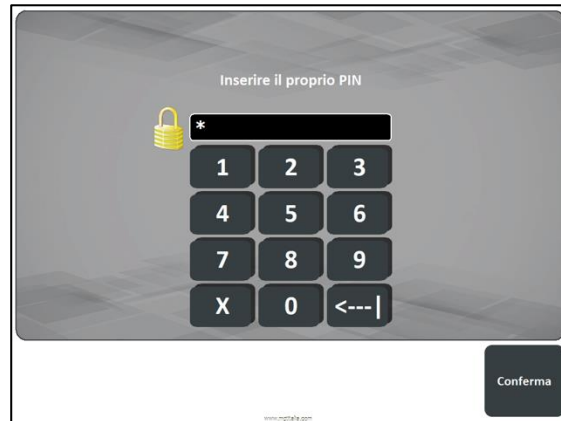 Inserire il proprio PIN
*
1 2 3
4 5 6
7 8 9
X 0 <---|
Conferma